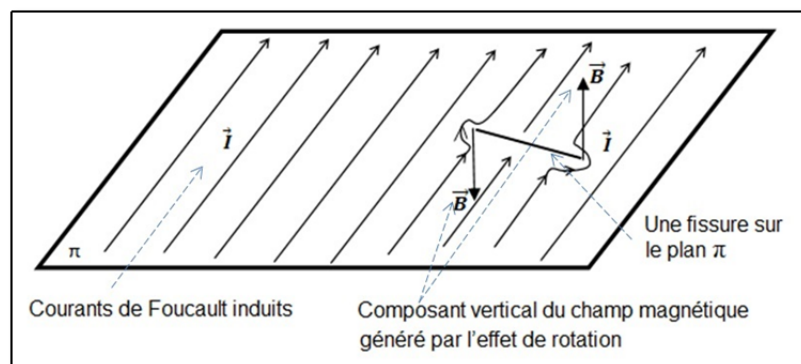 B⃗
I⃗
I⃗
B⃗
π
Une fissure sur
le plan π
Courants de Foucault induits
Composant vertical du champ magnétique
généré par l'effet de rotation